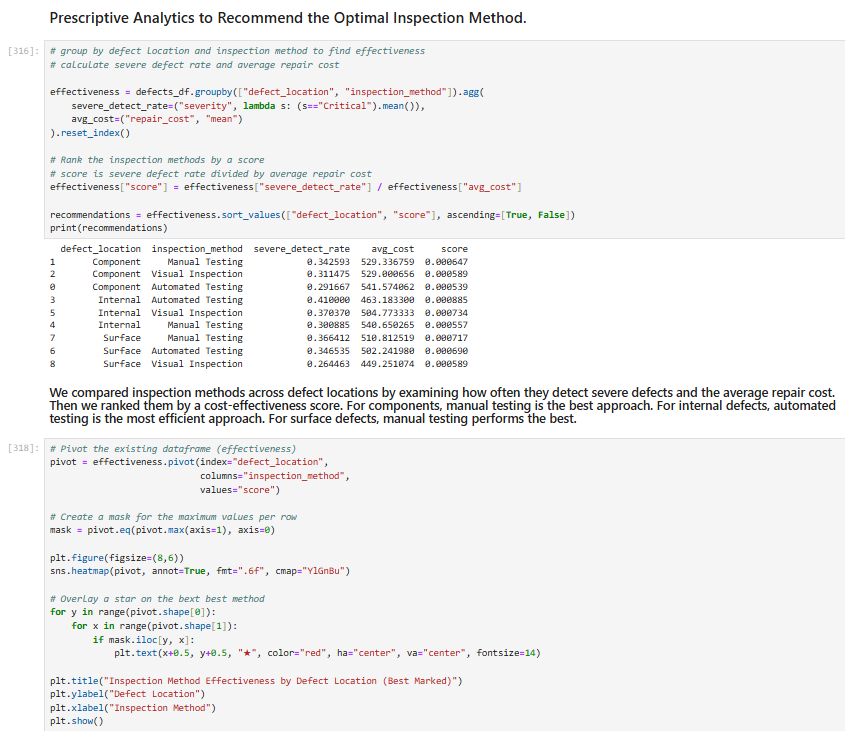 Prescriptive Analytics to Recommend the Optimal Inspection Method.
[316]:
# group by defect location and inspection method to find effectiveness
# calculate severe defect rate and average repair cost
effectiveness = defects_df.groupby(["defect_location", "inspection_method"]).agg(
    severe_detect_rate=("severity", lambda s: (s=="Critical").mean()),
    avg_cost=("repair_cost", "mean")
).reset_index()
# Rank the inspection methods by a score
# score is severe defect rate divided by average repair cost
effectiveness["score"] = effectiveness["severe_detect_rate"] / effectiveness["avg_cost"]
recommendations = effectiveness.sort_values(["defect_location", "score"], ascending=[True, False])
print(recommendations)
  defect_location  inspection_method  severe_detect_rate    avg_cost     score
1       Component     Manual Testing            0.342593  529.336759  0.000647
2       Component  Visual Inspection            0.311475  529.000656  0.000589
0       Component  Automated Testing            0.291667  541.574062  0.000539
3        Internal  Automated Testing            0.410000  463.183300  0.000885
5        Internal  Visual Inspection            0.370370  504.773333  0.000734
4        Internal     Manual Testing            0.300885  540.650265  0.000557
7         Surface     Manual Testing            0.366412  510.812519  0.000717
6         Surface  Automated Testing            0.346535  502.241980  0.000690
8         Surface  Visual Inspection            0.264463  449.251074  0.000589
We compared inspection methods across defect locations by examining how often they detect severe defects and the average repair cost.
Then we ranked them by a cost-effectiveness score. For components, manual testing is the best approach. For internal defects, automated
testing is the most efficient approach. For surface defects, manual testing performs the best.
[318]:
# Pivot the existing dataframe (effectiveness)
pivot = effectiveness.pivot(index="defect_location",
                            columns="inspection_method",
                            values="score")
# Create a mask for the maximum values per row
mask = pivot.eq(pivot.max(axis=1), axis=0)
plt.figure(figsize=(8,6))
sns.heatmap(pivot, annot=True, fmt=".6f", cmap="YlGnBu")
# Overlay a star on the bext best method
for y in range(pivot.shape[0]):
    for x in range(pivot.shape[1]):
        if mask.iloc[y, x]:
            plt.text(x+0.5, y+0.5, "★", color="red", ha="center", va="center", fontsize=14)
plt.title("Inspection Method Effectiveness by Defect Location (Best Marked)")
plt.ylabel("Defect Location")
plt.xlabel("Inspection Method")
plt.show()